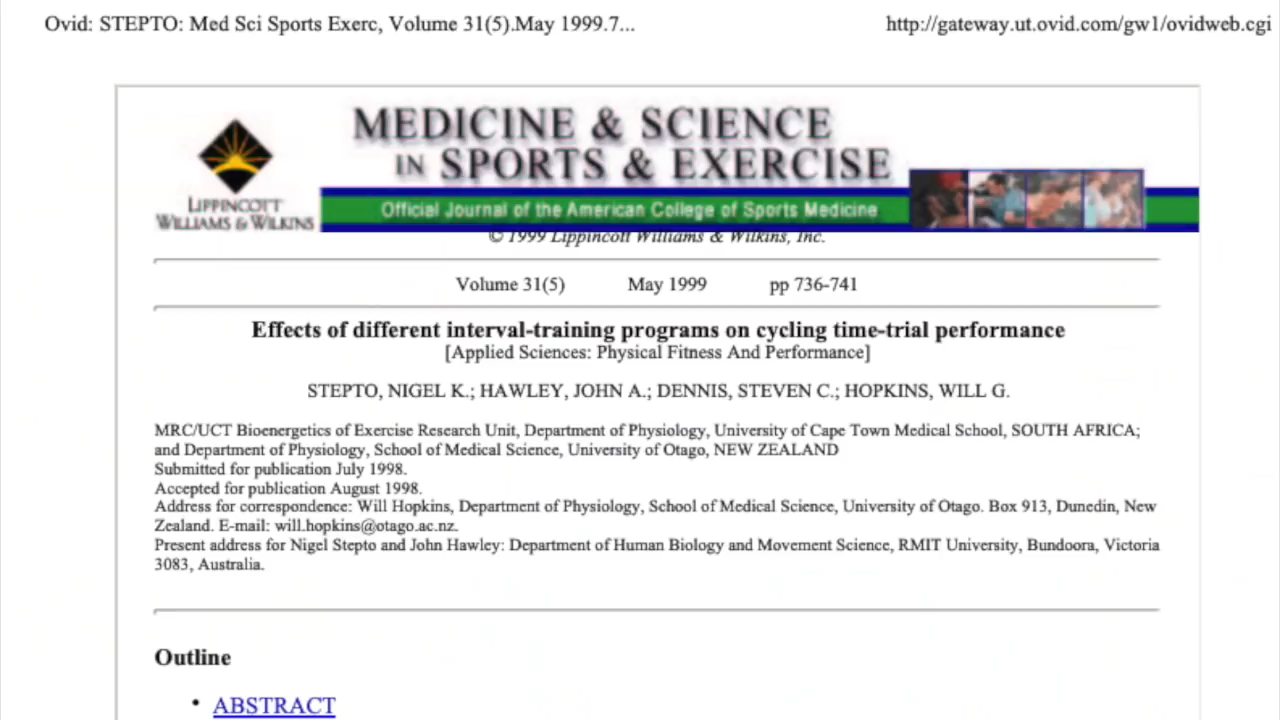 Ovid: STEPTO: Med Sci Sports Exerc, Volume 31(5).May 1999.7...
http://gateway.ut.ovid.com/gw1/ovidweb.cgi
MEDICINE & SCIENCE
IN SPORTS & EXERCISE
LIPPINCOTT
WILLIAMS & WILKINS
Official Journal of the American College of Sports Medicine
© 1999 Lippincott Williams & Wilkins, Inc.
Volume 31(5) May 1999 pp 736-741
Effects of different interval-training programs on cycling time-trial performance
[Applied Sciences: Physical Fitness And Performance]
STEPTO, NIGEL K.; HAWLEY, JOHN A.; DENNIS, STEVEN C.; HOPKINS, WILL G.
MRC/UCT Bioenergetics of Exercise Research Unit, Department of Physiology, University of Cape Town Medical School, SOUTH AFRICA;
and Department of Physiology, School of Medical Science, University of Otago, NEW ZEALAND
Submitted for publication July 1998.
Accepted for publication August 1998.
Address for correspondence: Will Hopkins, Department of Physiology, School of Medical Science, University of Otago. Box 913, Dunedin, New
Zealand. E-mail: will.hopkins@otago.ac.nz.
Present address for Nigel Stepto and John Hawley: Department of Human Biology and Movement Science, RMIT University, Bundoora, Victoria
3083, Australia.
Outline
• ABSTRACT